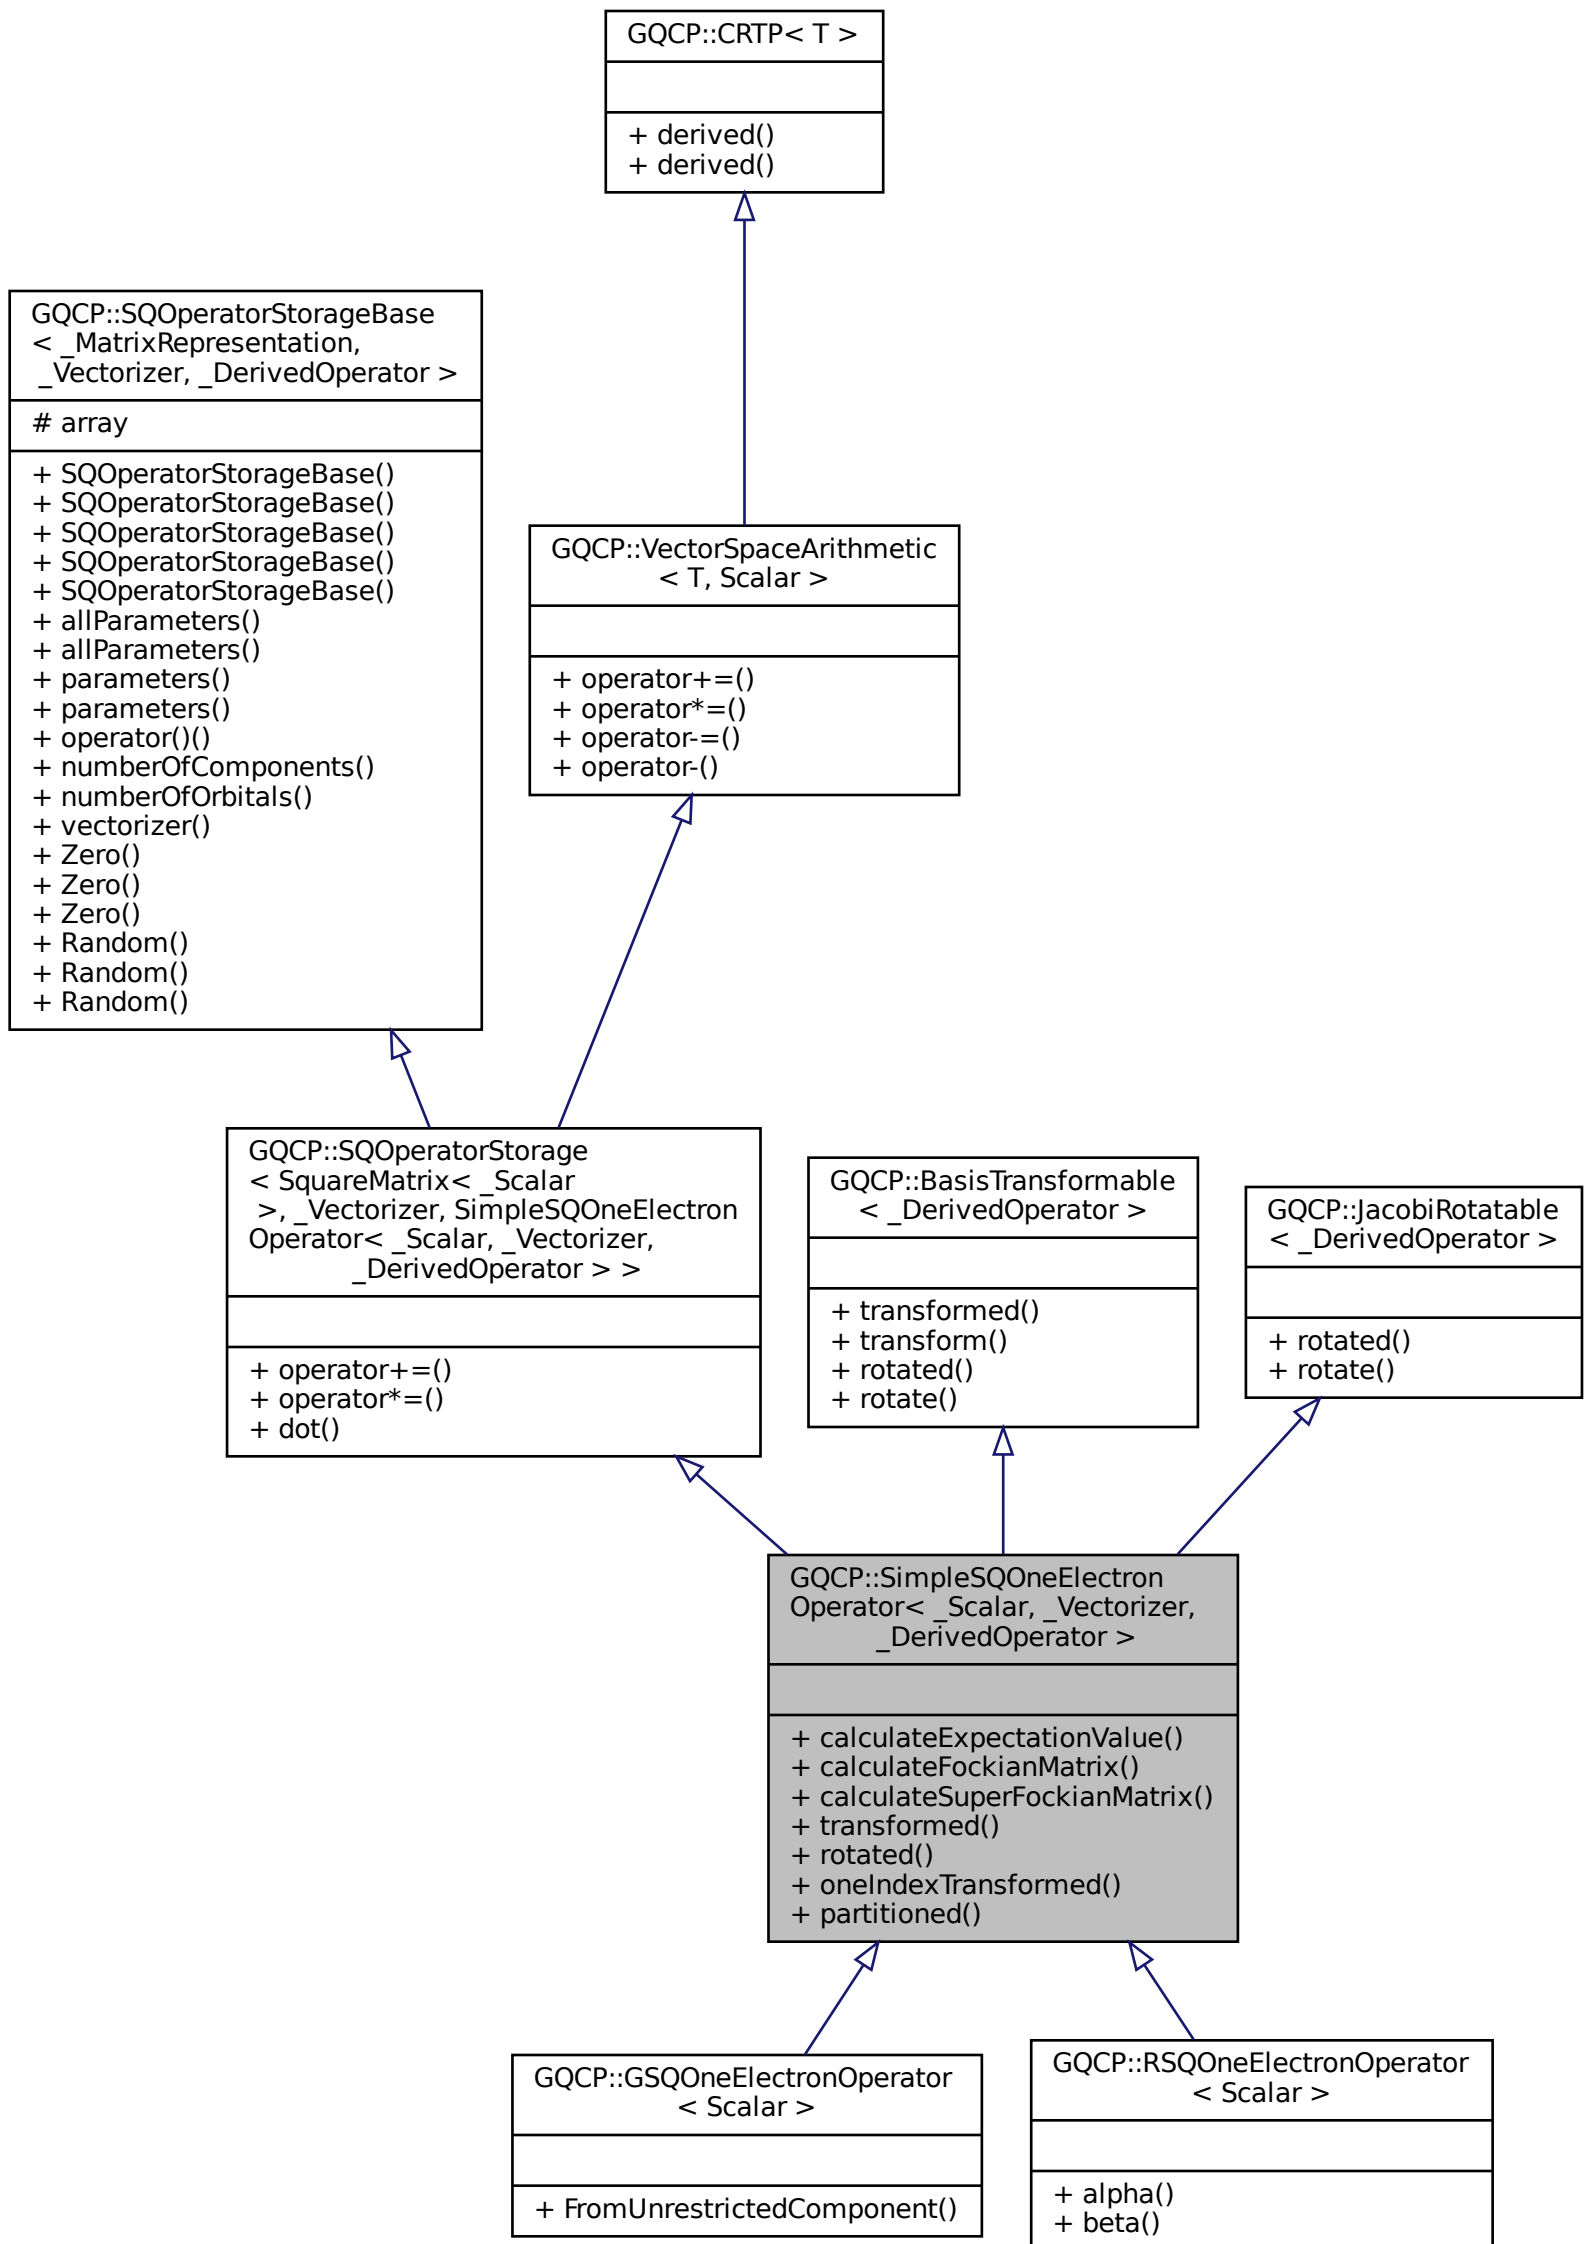 GQCP::CRTP< T >
+ derived()
+ derived()
GQCP::SQOperatorStorageBase
< _MatrixRepresentation,
_Vectorizer, _DerivedOperator >
# array
+ SQOperatorStorageBase()
+ SQOperatorStorageBase()
+ SQOperatorStorageBase()
+ SQOperatorStorageBase()
+ SQOperatorStorageBase()
+ allParameters()
+ allParameters()
+ parameters()
+ parameters()
+ operator()()
+ numberOfComponents()
+ numberOfOrbitals()
+ vectorizer()
+ Zero()
+ Zero()
+ Zero()
+ Random()
+ Random()
+ Random()
GQCP::VectorSpaceArithmetic
< T, Scalar >
+ operator+=()
+ operator*=()
+ operator-=()
+ operator-()
GQCP::SQOperatorStorage
< SquareMatrix< _Scalar
>, _Vectorizer, SimpleSQOneElectron
Operator< _Scalar, _Vectorizer,
_DerivedOperator > >
+ operator+=()
+ operator*=()
+ dot()
GQCP::BasisTransformable
< _DerivedOperator >
+ transformed()
+ transform()
+ rotated()
+ rotate()
GQCP::JacobiRotatable
< _DerivedOperator >
+ rotated()
+ rotate()
GQCP::SimpleSQOneElectron
Operator< _Scalar, _Vectorizer,
_DerivedOperator >
+ calculateExpectationValue()
+ calculateFockianMatrix()
+ calculateSuperFockianMatrix()
+ transformed()
+ rotated()
+ oneIndexTransformed()
+ partitioned()
GQCP::GSQOneElectronOperator
< Scalar >
+ FromUnrestrictedComponent()
GQCP::RSQOneElectronOperator
< Scalar >
+ alpha()
+ beta()